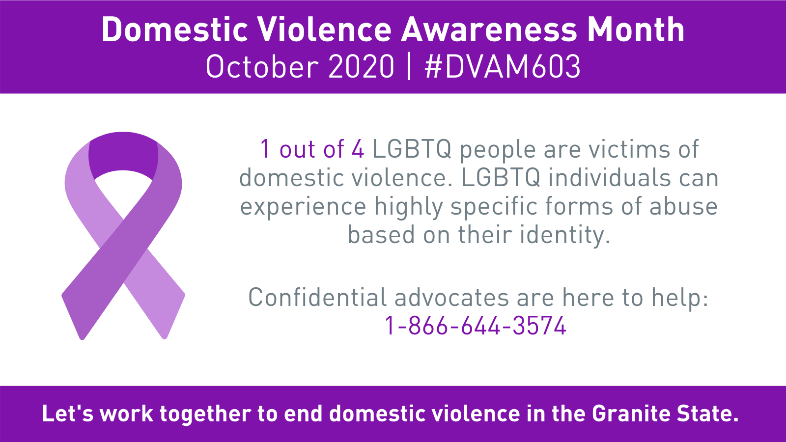 Domestic Violence Awareness Month
October 2020 | #DVAM603
1 out of 4 LGBTQ people are victims of
domestic violence. LGBTQ individuals can
experience highly specific forms of abuse
based on their identity.
Confidential advocates are here to help:
1-866-644-3574
Let's work together to end domestic violence in the Granite State.